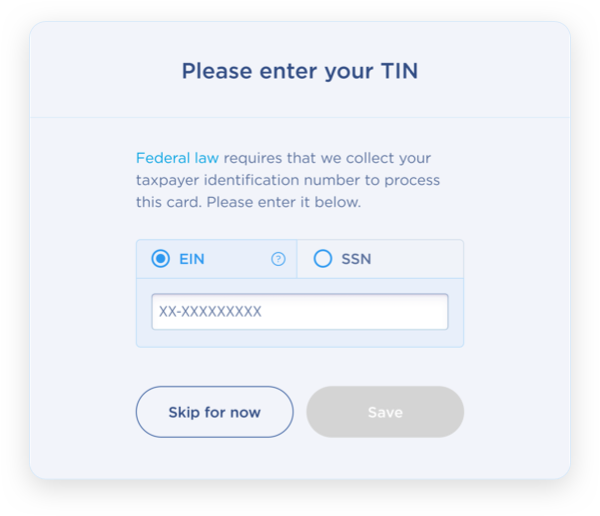 Please enter your TIN
Federal law requires that we collect your
taxpayer identification number to process
this card. Please enter it below.
EIN ? SSN
XX-XXXXXXXXX
Skip for now Save